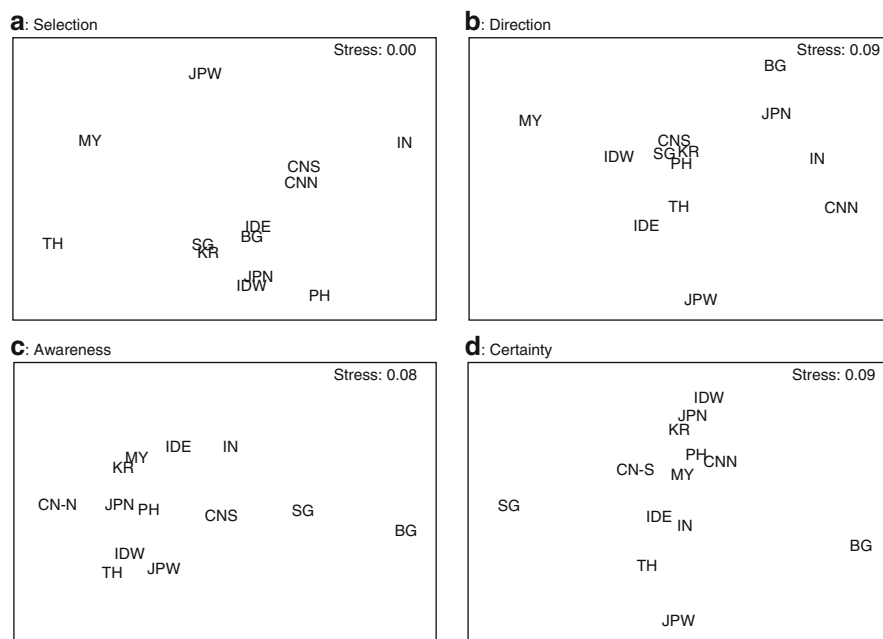 a: Selection
Stress: 0.00
JPW
MY
IN
CNS
CNN
IDE
BG
TH
SG
KR
JPN
IDW
PH
b: Direction
Stress: 0.09
BG
JPN
MY
CNS
KR
SG
IDW
PH
IN
TH
CNN
IDE
JPW
c: Awareness
Stress: 0.08
IDE
IN
MY
KR
CN-N
JPN
PH
CNS
SG
BG
IDW
TH
JPW
d: Certainty
Stress: 0.09
IDW
JPN
KR
PH
CNN
CN-S
MY
SG
IDE
IN
BG
TH
JPW